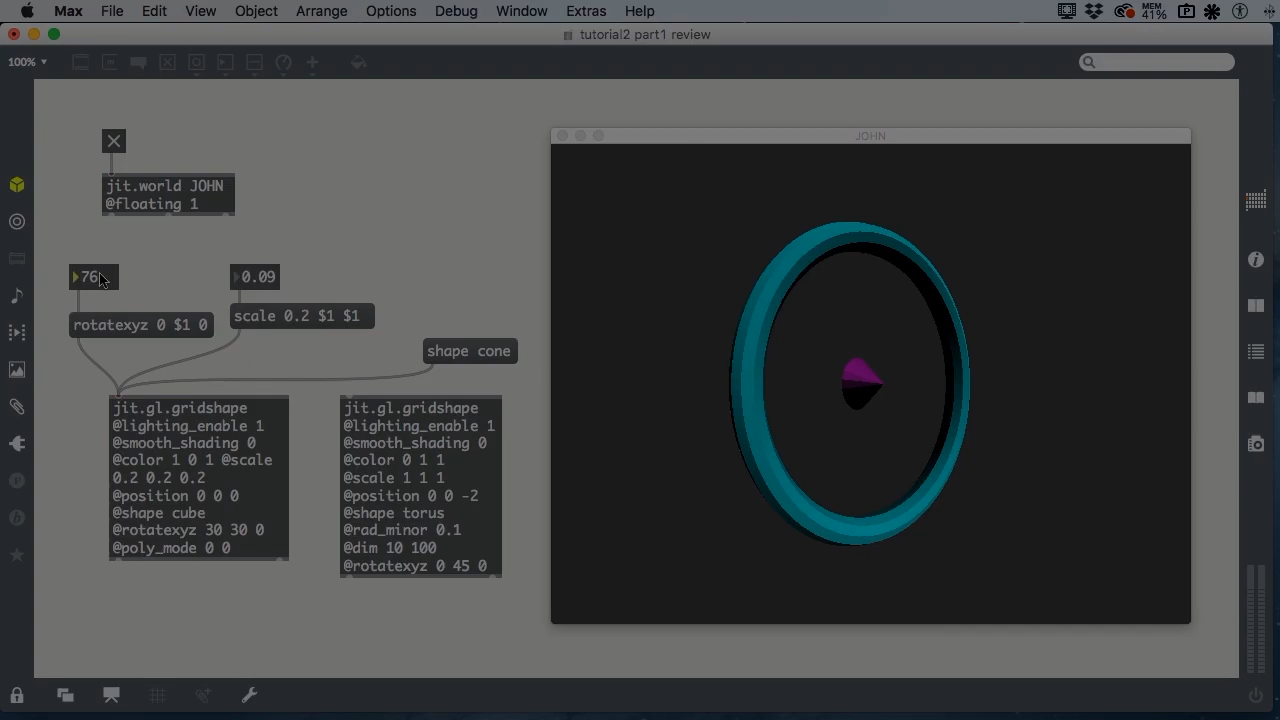 Max File Edit View Object Arrange Options Debug Window Extras Help
MEM 41%
tutorial2 part1 review
100%
JOHN
jit.world JOHN
@floating 1
76
0.09
rotatexyz 0 $1 0
scale 0.2 $1 $1
shape cone
jit.gl.gridshape
@lighting_enable 1
@smooth_shading 0
@color 1 0 1 @scale
0.2 0.2 0.2
@position 0 0 0
@shape cube
@rotatexyz 30 30 0
@poly_mode 0 0
jit.gl.gridshape
@lighting_enable 1
@smooth_shading 0
@color 0 1 1
@scale 1 1 1
@position 0 0 -2
@shape torus
@rad_minor 0.1
@dim 10 100
@rotatexyz 0 45 0